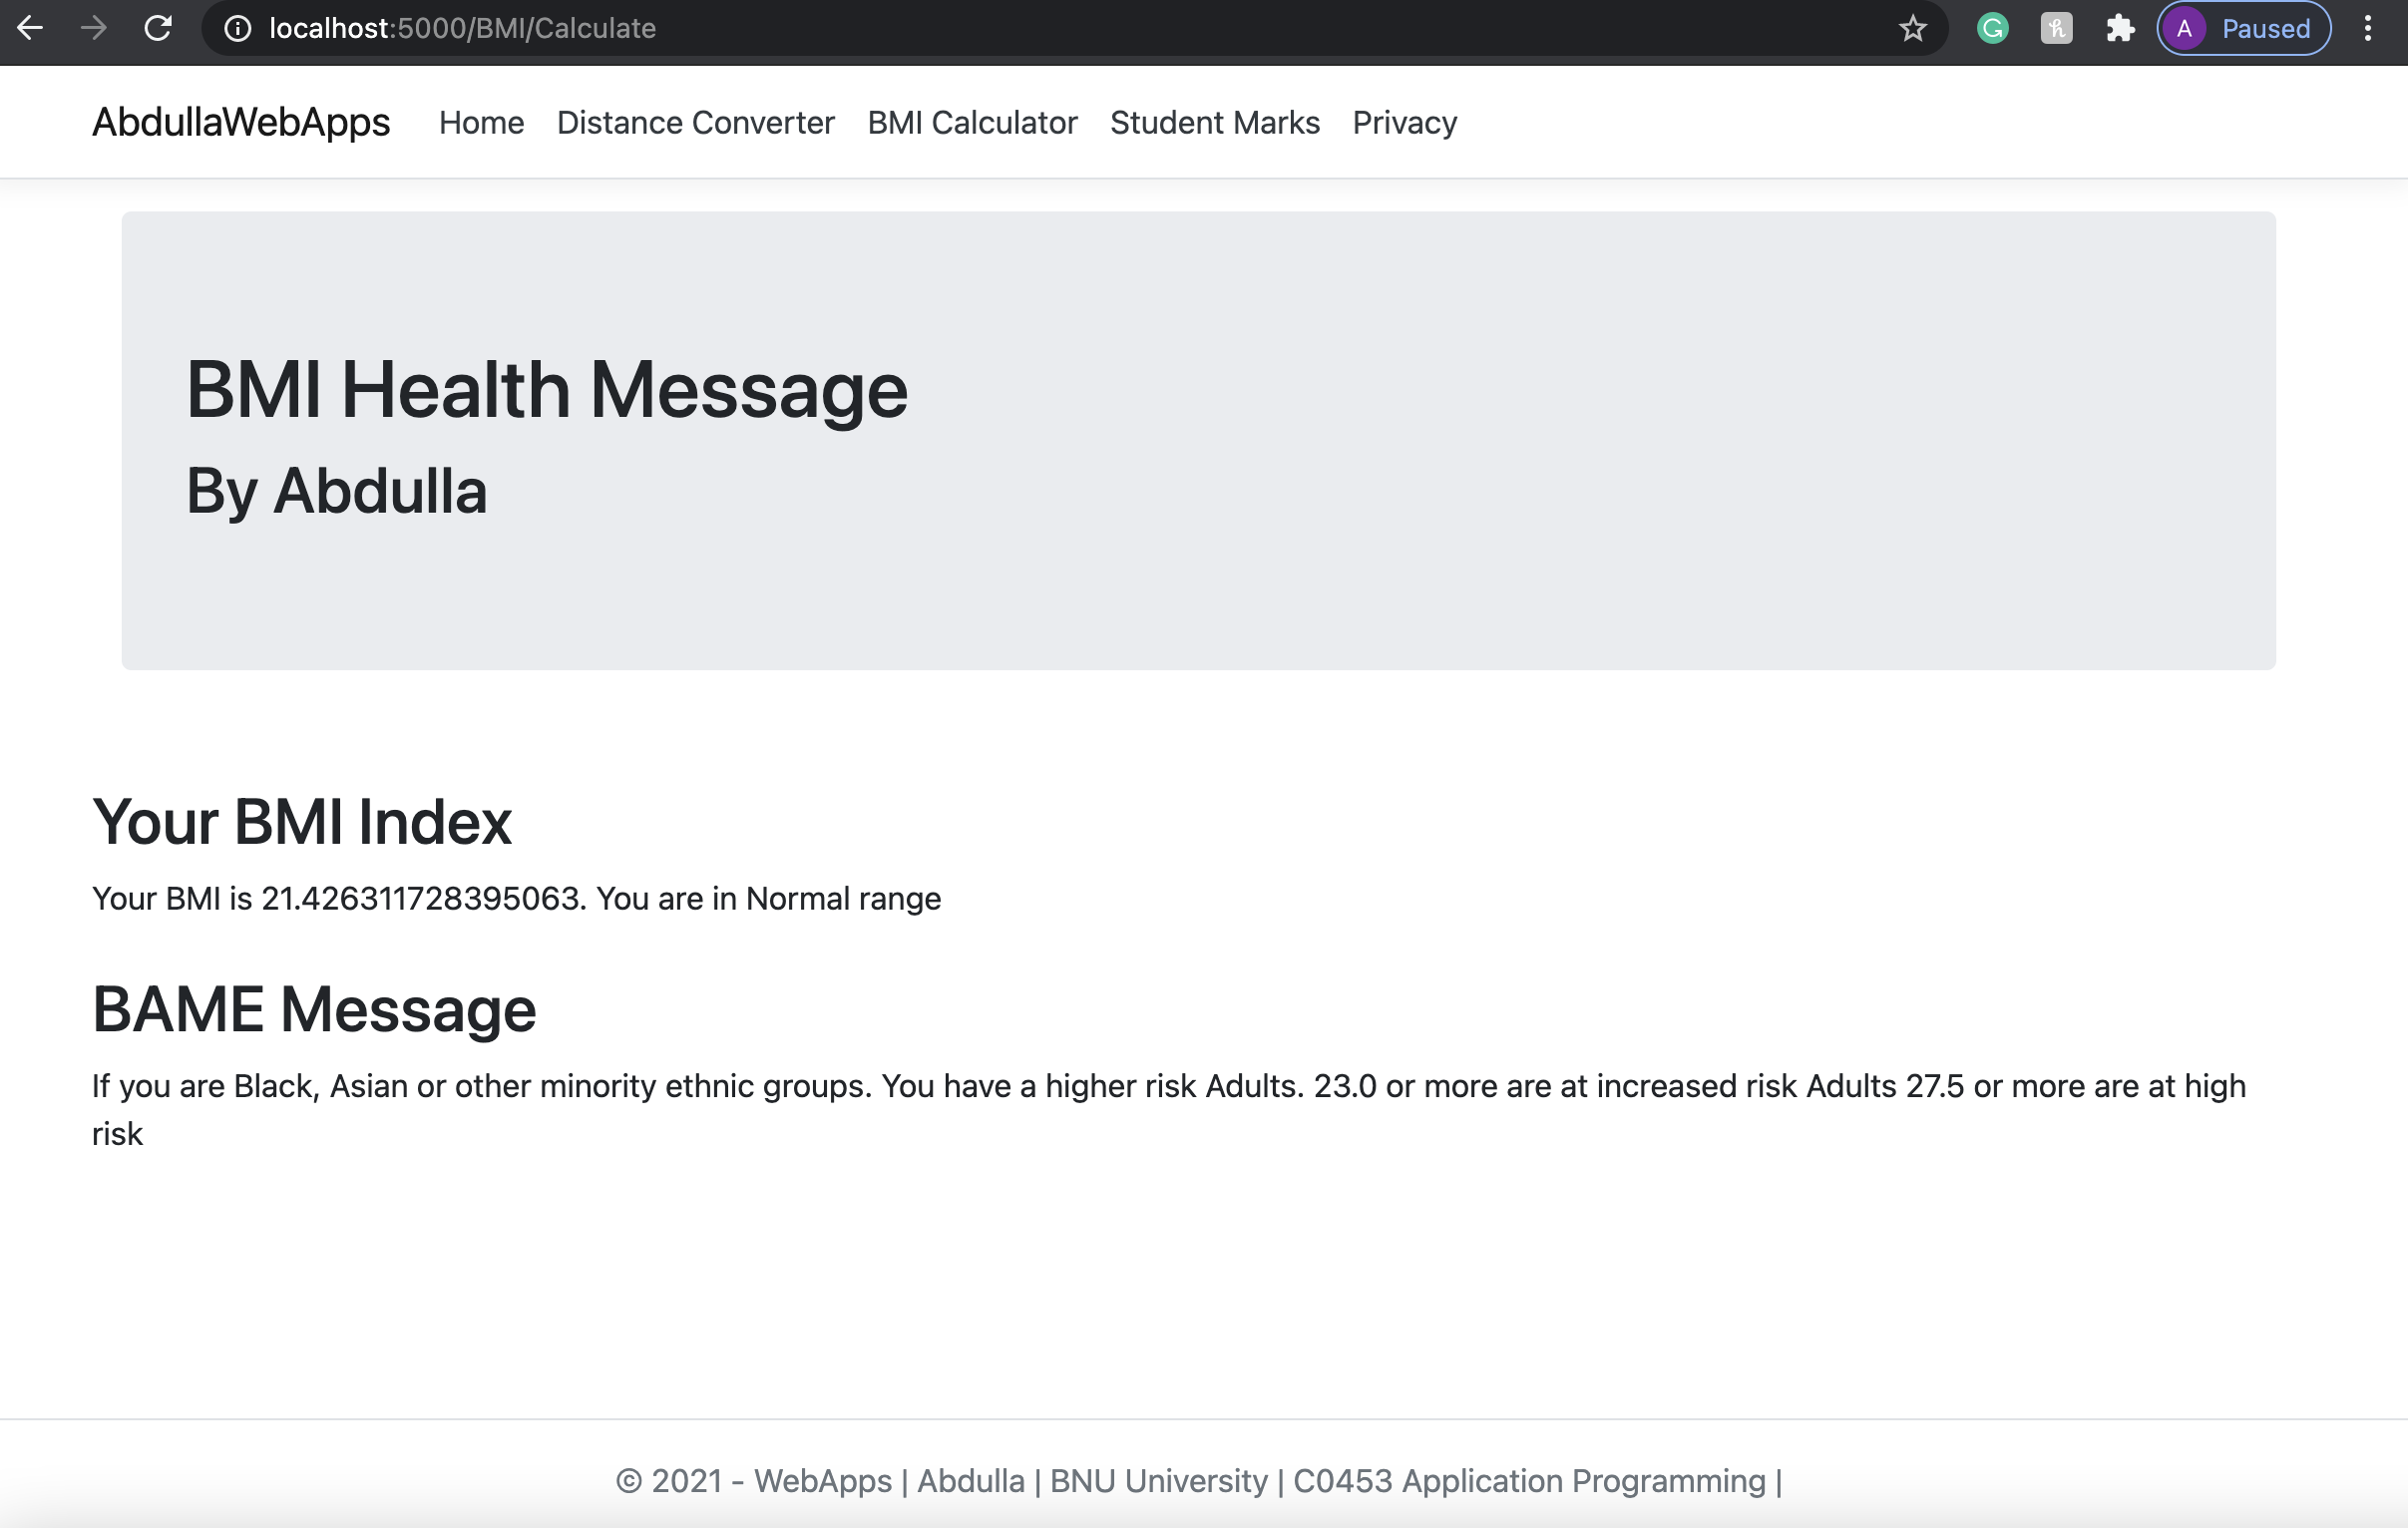 localhost:5000/BMI/Calculate
A Paused
AbdullaWebApps Home Distance Converter BMI Calculator Student Marks Privacy
BMI Health Message
By Abdulla
Your BMI Index
Your BMI is 21.426311728395063. You are in Normal range
BAME Message
If you are Black, Asian or other minority ethnic groups. You have a higher risk Adults. 23.0 or more are at increased risk Adults 27.5 or more are at high
risk
© 2021 - WebApps | Abdulla | BNU University | C0453 Application Programming |